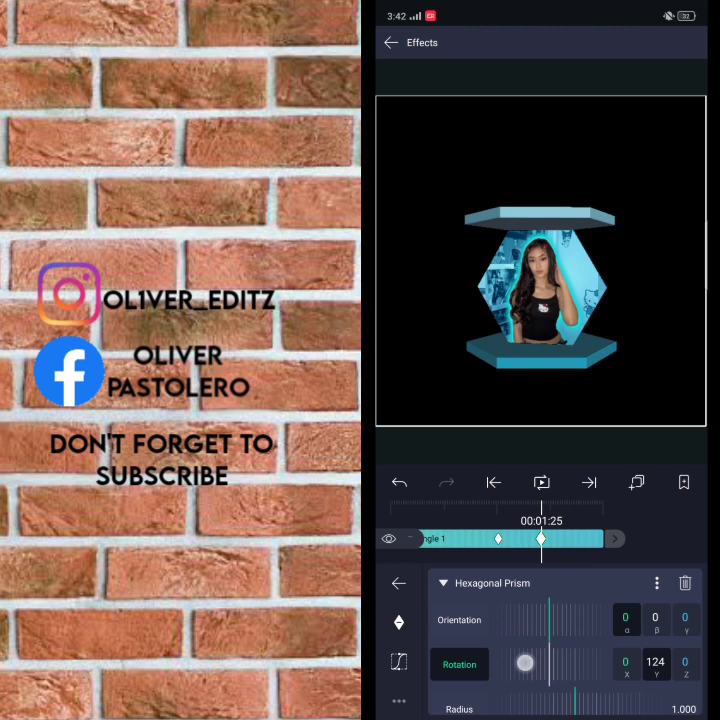 OL1VER_EDITZ
OLIVER
PASTOLERO
DON'T FORGET TO
SUBSCRIBE
3:42
32
Effects
00:01:25
ngle 1
Hexagonal Prism
Orientation
0 0 0
α β γ
Rotation
0 124 0
X Y Z
Radius
1.000